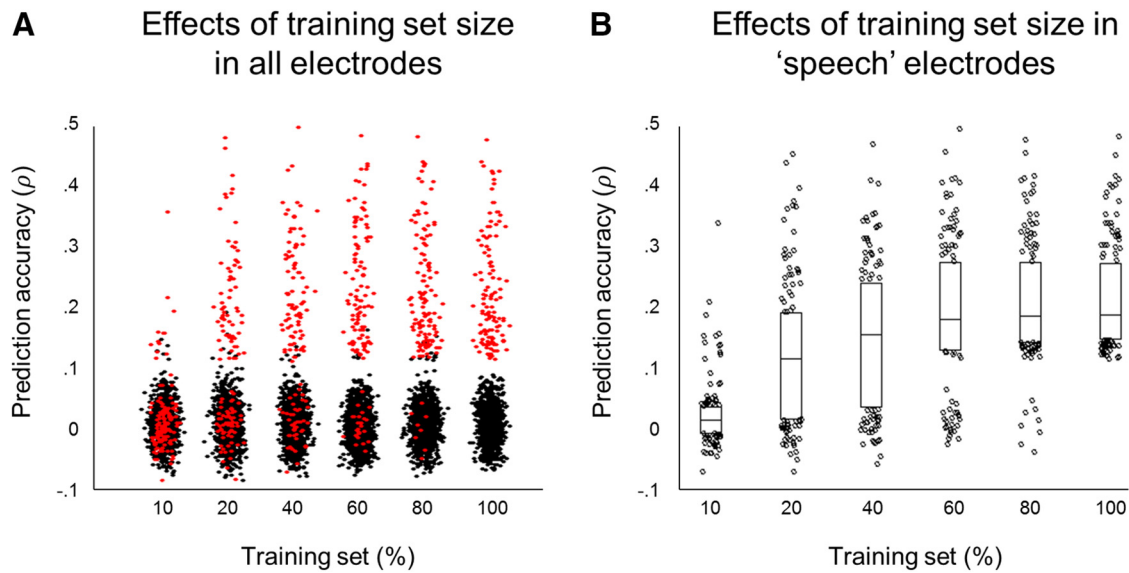 A
Effects of training set size
in all electrodes
Prediction accuracy (ρ)
.5
.4
.3
.2
.1
0
-.1
10 20 40 60 80 100
Training set (%)
B
Effects of training set size in
‘speech’ electrodes
Prediction accuracy (ρ)
.5
.4
.3
.2
.1
0
-.1
10 20 40 60 80 100
Training set (%)